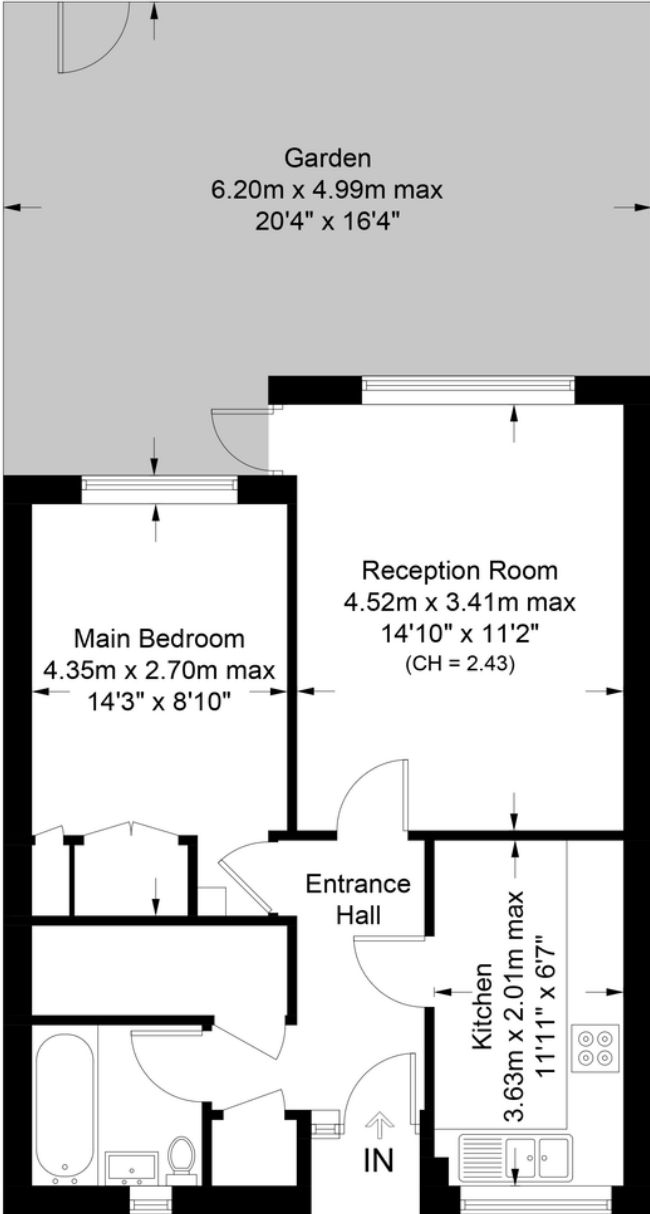 Garden
6.20m x 4.99m max
20'4" x 16'4"
Reception Room
4.52m x 3.41m max
14'10" x 11'2"
(CH = 2.43)
Main Bedroom
4.35m x 2.70m max
14'3" x 8'10"
Entrance
Hall
Kitchen
3.63m x 2.01m max
11'11" x 6'7"
IN